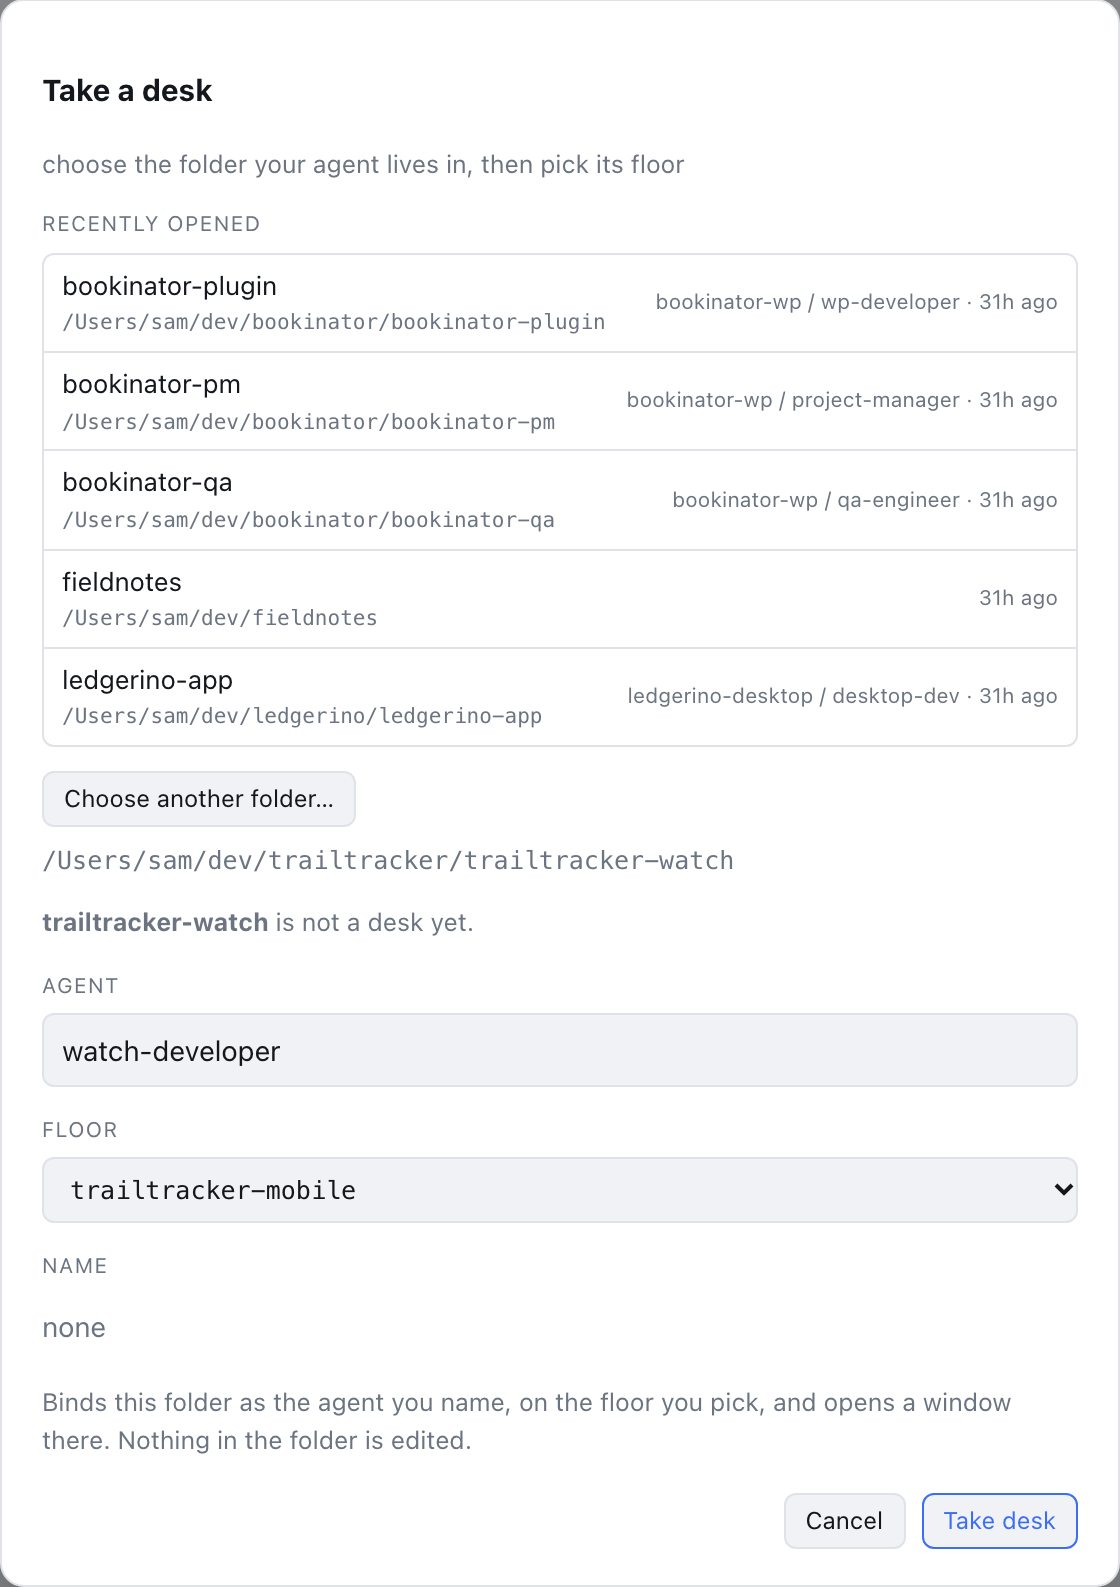 Take a desk
choose the folder your agent lives in, then pick its floor
RECENTLY OPENED
bookinator-plugin
/Users/sam/dev/bookinator/bookinator-plugin
bookinator-wp / wp-developer · 31h ago
bookinator-pm
/Users/sam/dev/bookinator/bookinator-pm
bookinator-wp / project-manager · 31h ago
bookinator-qa
/Users/sam/dev/bookinator/bookinator-qa
bookinator-wp / qa-engineer · 31h ago
fieldnotes
/Users/sam/dev/fieldnotes
31h ago
ledgerino-app
/Users/sam/dev/ledgerino/ledgerino-app
ledgerino-desktop / desktop-dev · 31h ago
Choose another folder...
/Users/sam/dev/trailtracker/trailtracker-watch
trailtracker-watch is not a desk yet.
AGENT
watch-developer
FLOOR
trailtracker-mobile
NAME
none
Binds this folder as the agent you name, on the floor you pick, and opens a window
there. Nothing in the folder is edited.
Cancel
Take desk